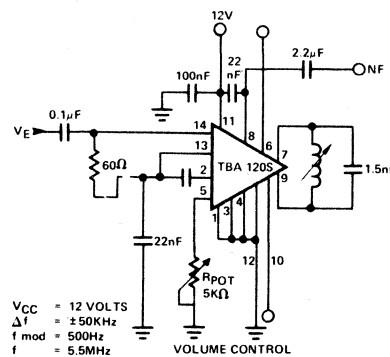 12V
2.2μF
NF
100nF
22
nF
0.1μF
11
8
6
VE
14
13
2
5
TBA 120S
7
9
1.5n
60Ω
1
3
4
12
10
22nF
RPOT
5KΩ
VCC = 12 VOLTS
Δf = ±50KHz
f mod = 500Hz
f = 5.5MHz
VOLUME CONTROL